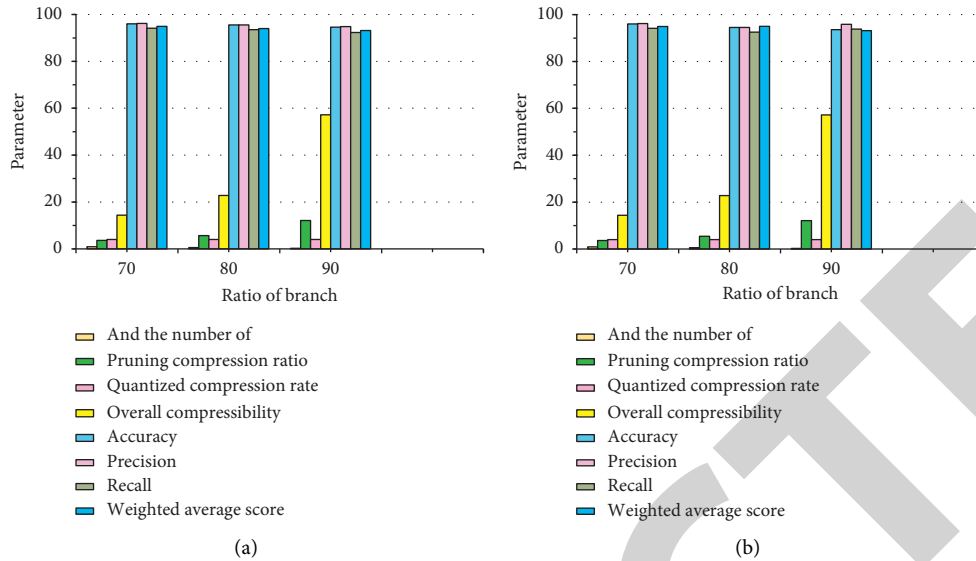 100
80
60
40
20
0
Parameter
70
80
90
Ratio of branch
And the number of
Pruning compression ratio
Quantized compression rate
Overall compressibility
Accuracy
Precision
Recall
Weighted average score
(a)
100
80
60
40
20
0
Parameter
70
80
90
Ratio of branch
And the number of
Pruning compression ratio
Quantized compression rate
Overall compressibility
Accuracy
Precision
Recall
Weighted average score
(b)